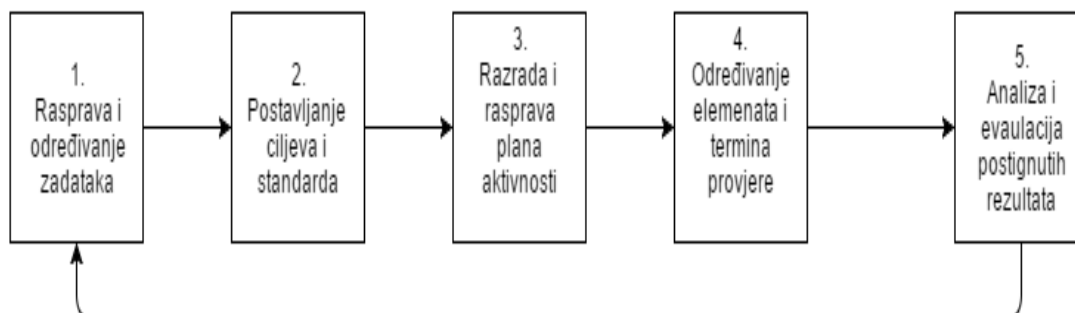 1.
Rasprava i
određivanje
zadataka
2.
Postavljanje
ciljeva i
standarda
3.
Razrada i
rasprava
plana
aktivnosti
4.
Određivanje
elemenata i
termina
provjere
5.
Analiza i
evaulacija
postignutih
rezultata